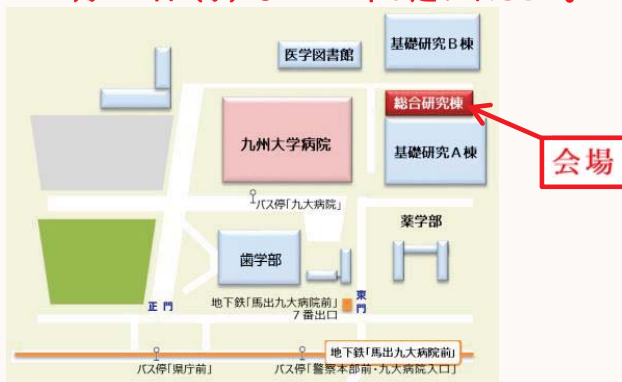 基礎研究B棟
医学図書館
総合研究棟
九州大学病院
基礎研究A棟
会場
バス停「九大病院」
薬学部
歯学部
地下鉄「馬出九大病院前」
7番出口
東門
正門
地下鉄「馬出九大病院前」
バス停「県庁前」
バス停「警察本部前・九大病院入口」